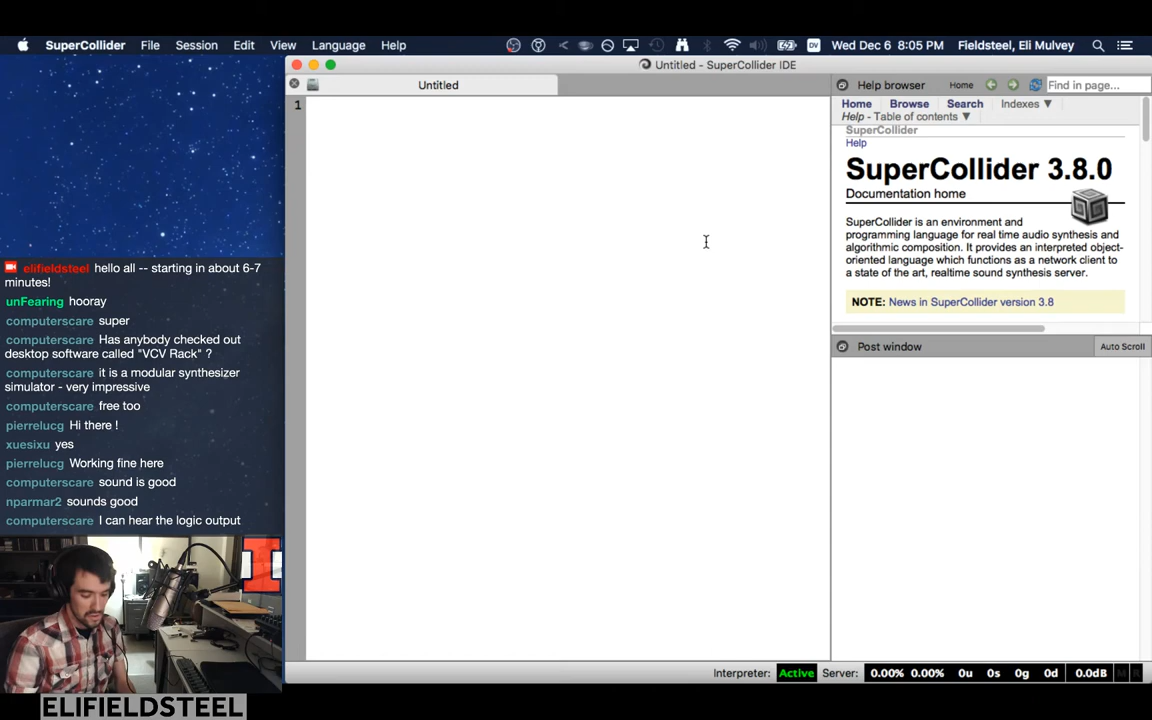 SuperCollider File Session Edit View Language Help DV Wed Dec 6 8:05 PM Fieldsteel, Eli Mulvey
Untitled - SuperCollider IDE
Untitled
1
Help browser Home Find in page...
Home Browse Search Indexes ▼
Help - Table of contents ▼
SuperCollider
Help
SuperCollider 3.8.0
Documentation home
SuperCollider is an environment and
programming language for real time audio synthesis and
algorithmic composition. It provides an interpreted object-
oriented language which functions as a network client to
a state of the art, realtime sound synthesis server.
NOTE: News in SuperCollider version 3.8
Post window Auto Scroll
elifieldsteel hello all -- starting in about 6-7
minutes!
unFearing hooray
computerscare super
computerscare Has anybody checked out
desktop software called "VCV Rack" ?
computerscare it is a modular synthesizer
simulator - very impressive
computerscare free too
pierrelucg Hi there !
xuesixu yes
pierrelucg Working fine here
computerscare sound is good
nparmar2 sounds good
computerscare I can hear the logic output
I
ELIFIELDSTEEL
Interpreter: Active Server: 0.00% 0.00% 0u 0s 0g 0d 0.0dB M R